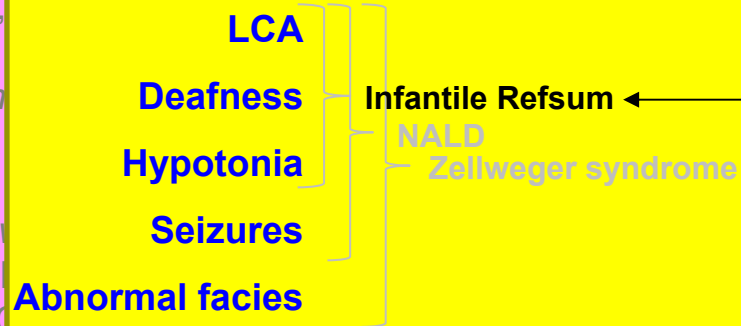 LCA
Deafness
Infantile Refsum
NALD
Hypotonia
Zellweger syndrome
Seizures
Abnormal facies